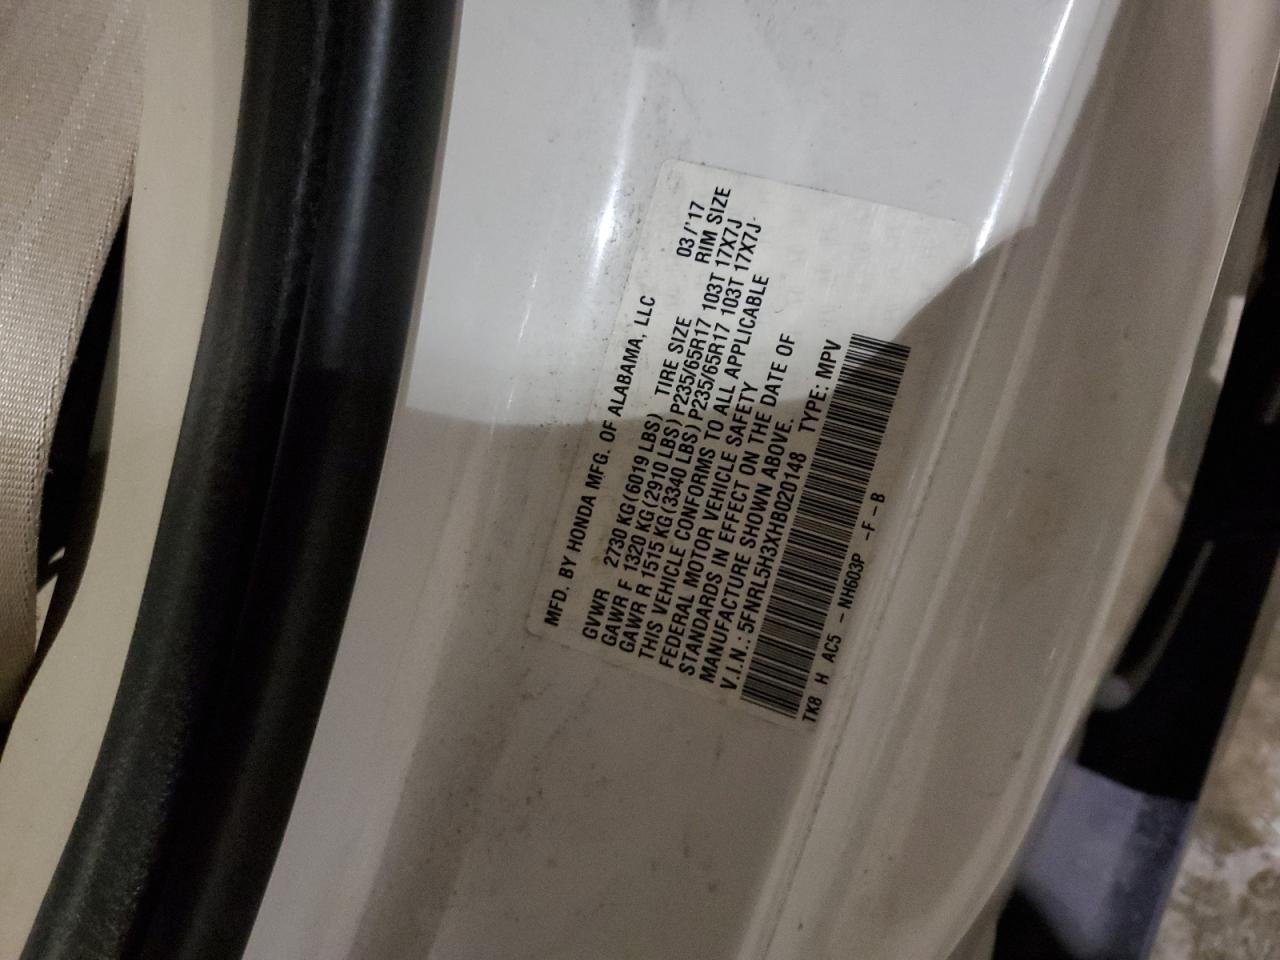 MFD. BY HONDA MFG. OF ALABAMA, LLC 03/'17
GVWR 2730 KG(6019 LBS) TIRE SIZE RIM SIZE
GAWR F 1320 KG(2910 LBS) P235/65R17 103T 17X7J
GAWR R 1515 KG(3340 LBS) P235/65R17 103T 17X7J
THIS VEHICLE CONFORMS TO ALL APPLICABLE
FEDERAL MOTOR VEHICLE SAFETY
STANDARDS IN EFFECT ON THE DATE OF
MANUFACTURE SHOWN ABOVE.
V.I.N.: 5FNRL5H3XHB020148 TYPE: MPV
TK8 H AC5 - NH603P -F-B